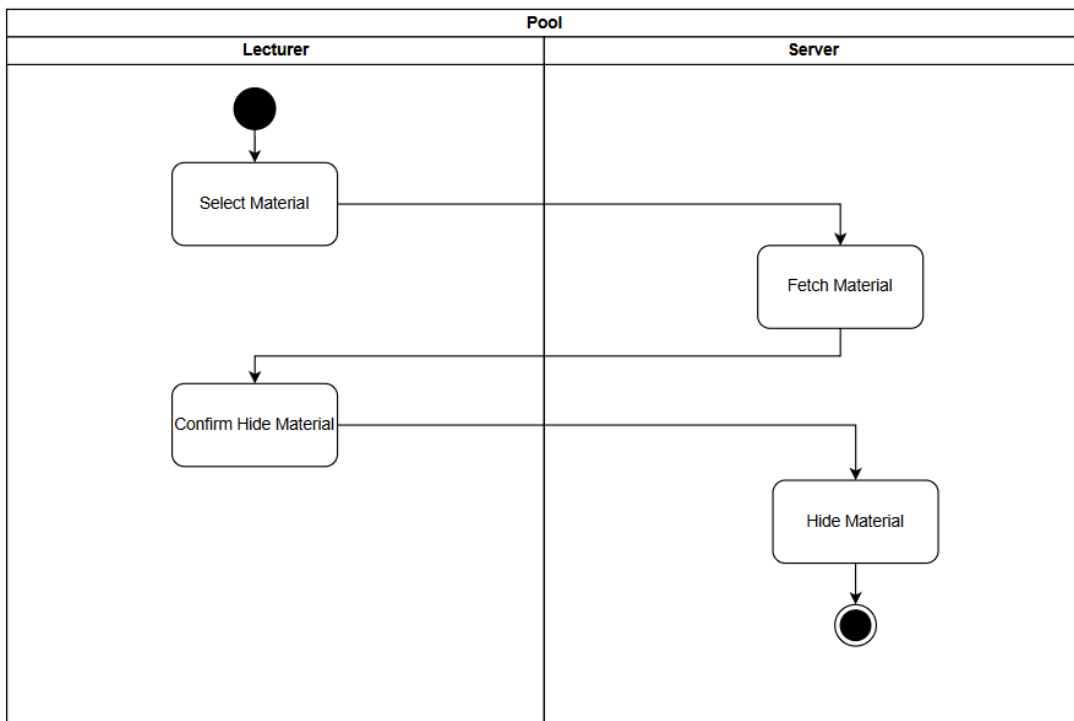 Pool
Lecturer
Server
Select Material
Fetch Material
Confirm Hide Material
Hide Material